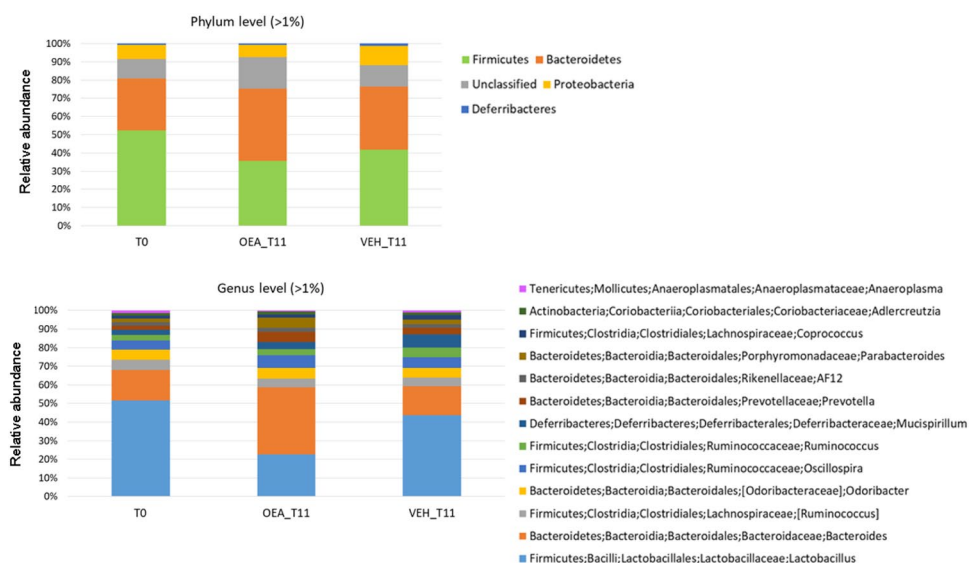 Phylum level (>1%)
Relative abundance
100%
90%
80%
70%
60%
50%
40%
30%
20%
10%
0%
T0 OEA_T11 VEH_T11
Firmicutes Bacteroidetes
Unclassified Proteobacteria
Deferribacteres
Genus level (>1%)
Relative abundance
100%
90%
80%
70%
60%
50%
40%
30%
20%
10%
0%
T0 OEA_T11 VEH_T11
Tenericutes;Mollicutes;Anaeroplasmatales;Anaeroplasmataceae;Anaeroplasma
Actinobacteria;Coriobacteriia;Coriobacteriales;Coriobacteriaceae;Adlercreutzia
Firmicutes;Clostridia;Clostridiales;Lachnospiraceae;Coprococcus
Bacteroidetes;Bacteroidia;Bacteroidales;Porphyromonadaceae;Parabacteroides
Bacteroidetes;Bacteroidia;Bacteroidales;Rikenellaceae;AF12
Bacteroidetes;Bacteroidia;Bacteroidales;Prevotellaceae;Prevotella
Deferribacteres;Deferribacteres;Deferribacterales;Deferribacteraceae;Mucispirillum
Firmicutes;Clostridia;Clostridiales;Ruminococcaceae;Ruminococcus
Firmicutes;Clostridia;Clostridiales;Ruminococcaceae;Oscillospira
Bacteroidetes;Bacteroidia;Bacteroidales;[Odoribacteraceae];Odoribacter
Firmicutes;Clostridia;Clostridiales;Lachnospiraceae;[Ruminococcus]
Bacteroidetes;Bacteroidia;Bacteroidales;Bacteroidaceae;Bacteroides
Firmicutes;Bacilli;Lactobacillales;Lactobacillaceae;Lactobacillus